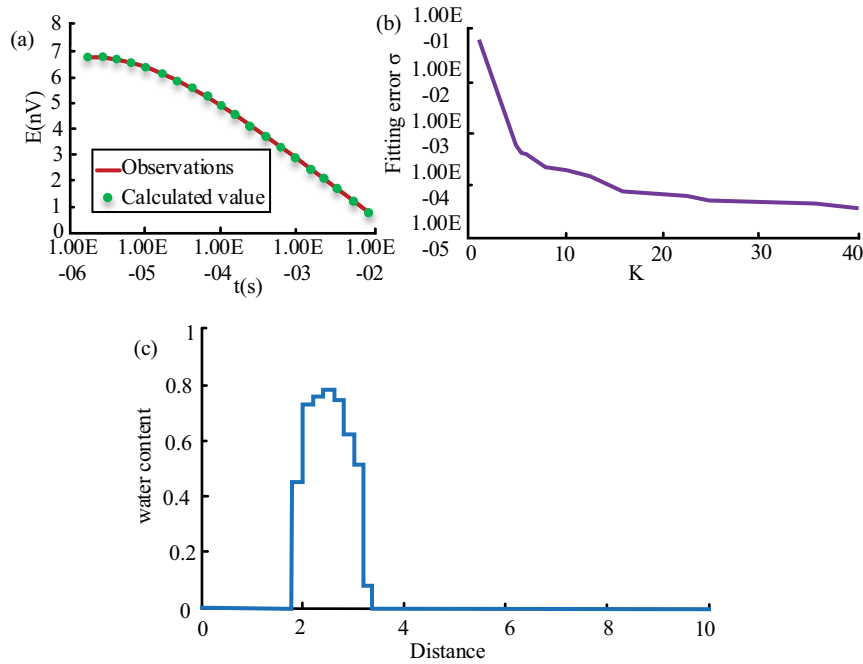 (a)
E(nV)
8
7
6
5
4
3
2
1
0
Observations
Calculated value
1.00E 1.00E 1.00E 1.00E 1.00E
-06 -05 -04 -03 -02
t(s)
(b)
Fitting error σ
1.00E
-01
1.00E
-02
1.00E
-03
1.00E
-04
1.00E
-05
0 10 20 30 40
K
(c)
water content
1
0.8
0.6
0.4
0.2
0
0 2 4 6 8 10
Distance